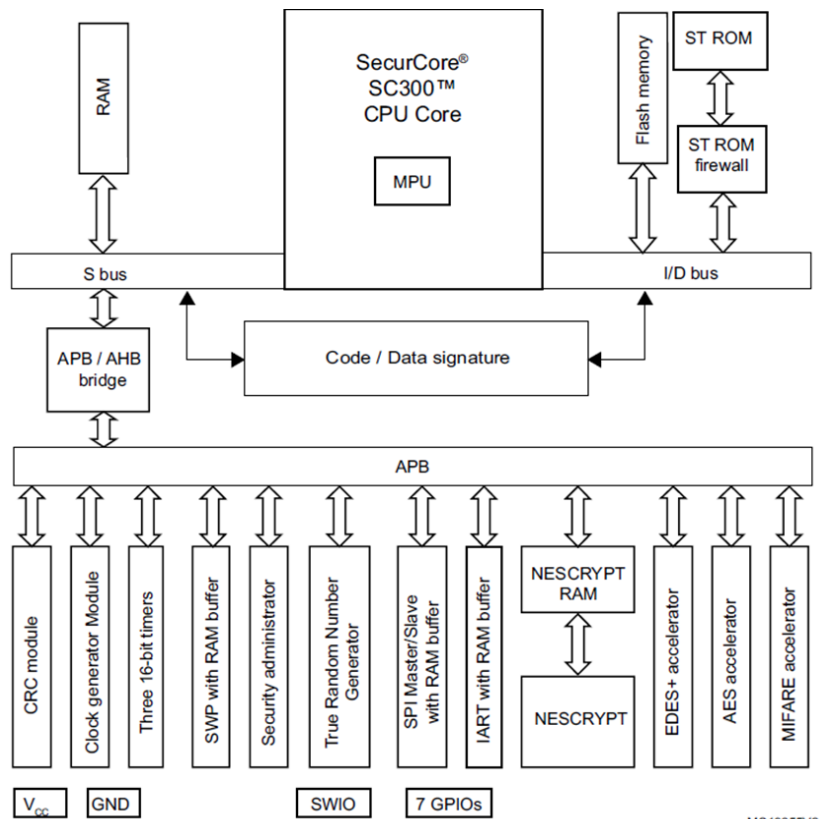 RAM
SecurCore®
SC300™
CPU Core
MPU
Flash memory
ST ROM
ST ROM
firewall
S bus
I/D bus
APB / AHB
bridge
Code / Data signature
APB
CRC module
Clock generator Module
Three 16-bit timers
SWP with RAM buffer
Security administrator
True Random Number
Generator
SPI Master/Slave
with RAM buffer
IART with RAM buffer
NESCRYPT
RAM
NESCRYPT
EDES+ accelerator
AES accelerator
MIFARE accelerator
VCC
GND
SWIO
7 GPIOs